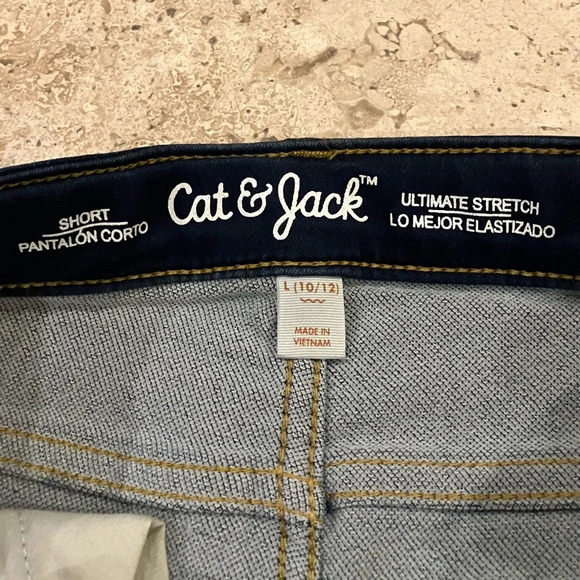 SHORT
PANTALÓN CORTO
Cat & Jack™
ULTIMATE STRETCH
LO MEJOR ELASTIZADO
L (10/12)
MADE IN
VIETNAM